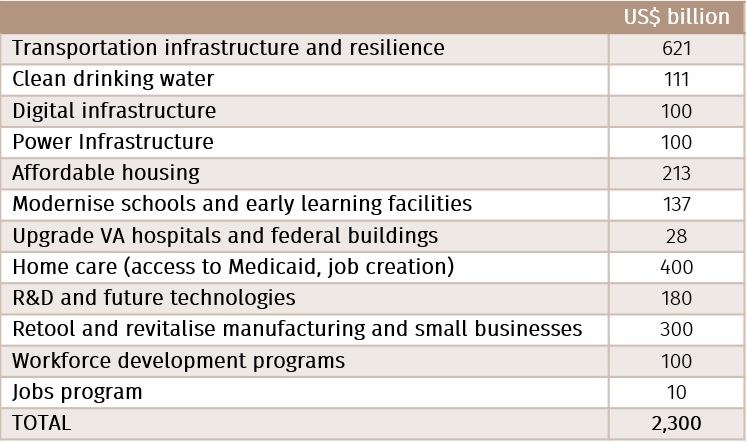 US$ billion
Transportation infrastructure and resilience 621
Clean drinking water 111
Digital infrastructure 100
Power Infrastructure 100
Affordable housing 213
Modernise schools and early learning facilities 137
Upgrade VA hospitals and federal buildings 28
Home care (access to Medicaid, job creation) 400
R&D and future technologies 180
Retool and revitalise manufacturing and small businesses 300
Workforce development programs 100
Jobs program 10
TOTAL 2,300